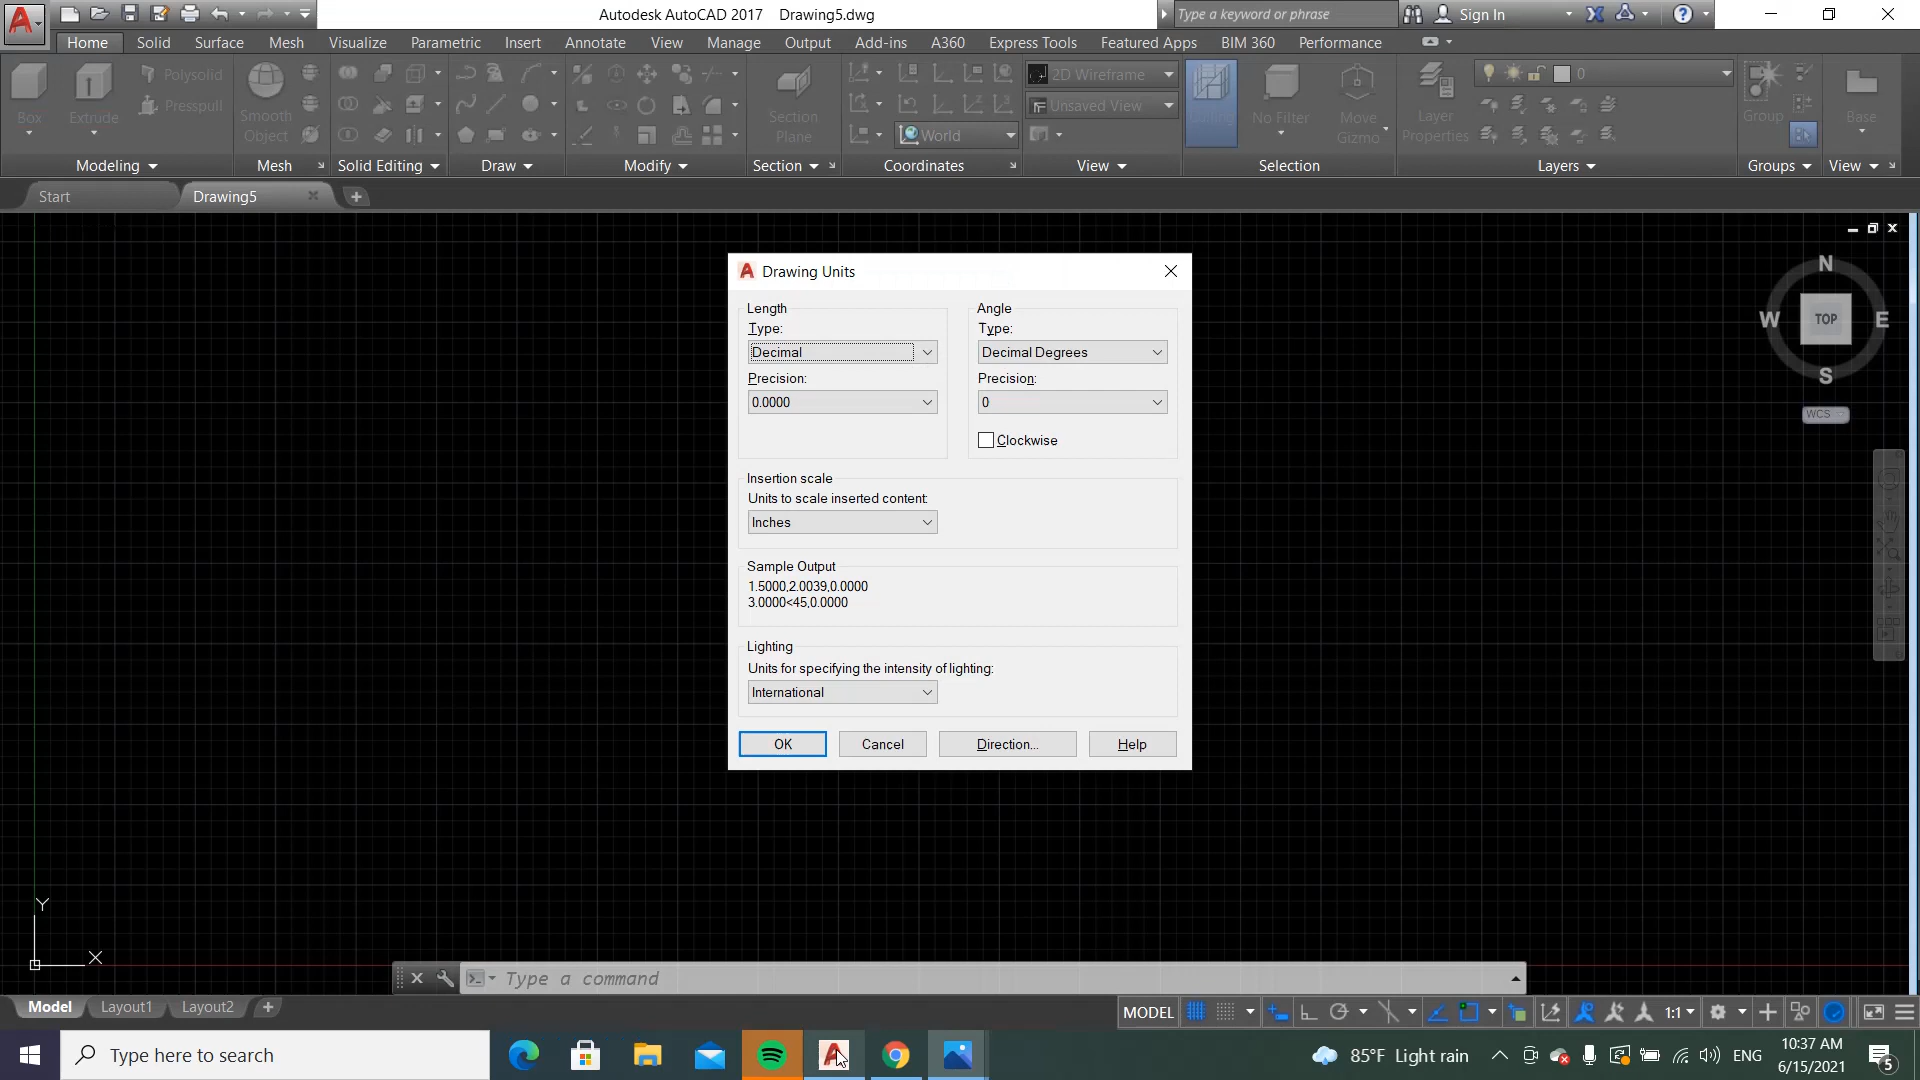 Autodesk AutoCAD 2017 Drawing5.dwg
Type a keyword or phrase
Sign In
Home Solid Surface Mesh Visualize Parametric Insert Annotate View Manage Output Add-ins A360 Express Tools Featured Apps BIM 360 Performance
Polysolid
2D Wireframe
0
Presspull
Unsaved View
Box
Extrude
Smooth
Object
Section
Plane
World
No Filter
Move
Gizmo
Layer
Properties
Group
Base
Modeling Mesh Solid Editing Draw Modify Section Coordinates View Selection Layers Groups View
Start Drawing5
Drawing Units
Length
Type:
Decimal
Precision:
0.0000
Angle
Type:
Decimal Degrees
Precision:
0
Clockwise
Insertion scale
Units to scale inserted content:
Inches
Sample Output
1.5000,2.0039,0.0000
3.0000<45,0.0000
Lighting
Units for specifying the intensity of lighting:
International
OK Cancel Direction... Help
N
W TOP E
S
WCS
Y
X
Type a command
Model Layout1 Layout2
MODEL 1:1
Type here to search
85°F Light rain
ENG
10:37 AM
6/15/2021
5